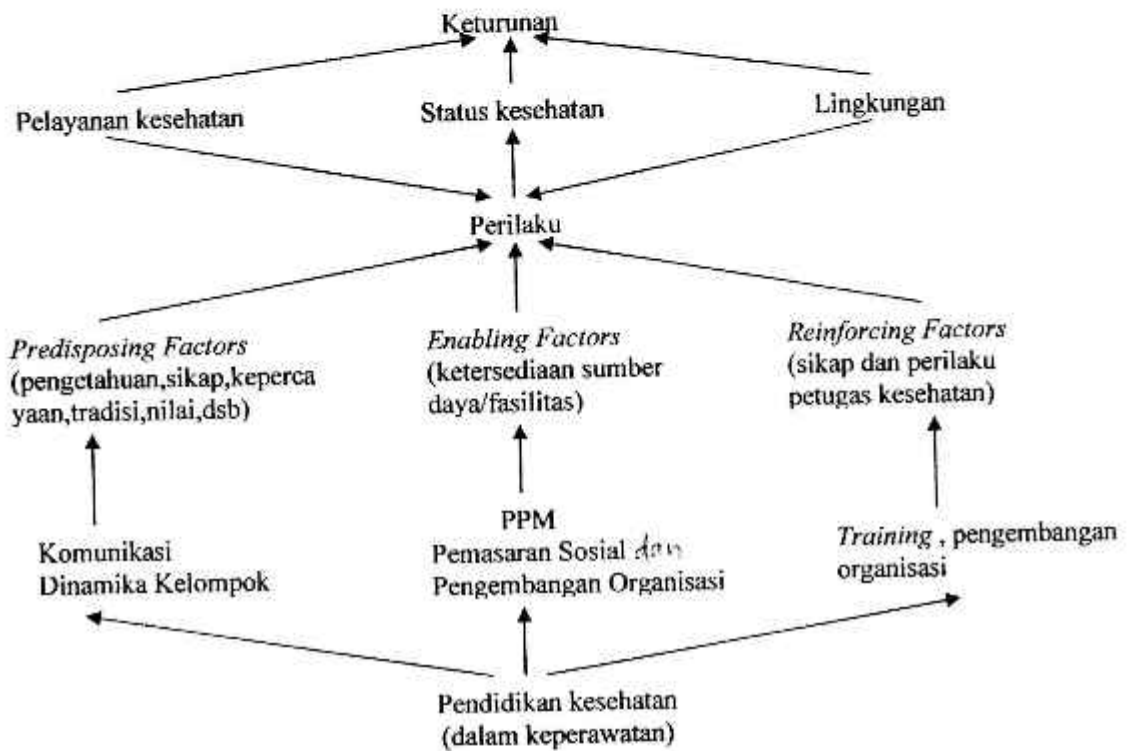 Keturunan
Pelayanan kesehatan
Status kesehatan
Lingkungan
Perilaku
Predisposing Factors
(pengetahuan,sikap,keperca
yaan,tradisi,nilai,dsb)
Enabling Factors
(ketersediaan sumber
daya/fasilitas)
Reinforcing Factors
(sikap dan perilaku
petugas kesehatan)
Komunikasi
Dinamika Kelompok
PPM
Pemasaran Sosial dan
Pengembangan Organisasi
Training , pengembangan
organisasi
Pendidikan kesehatan
(dalam keperawatan)